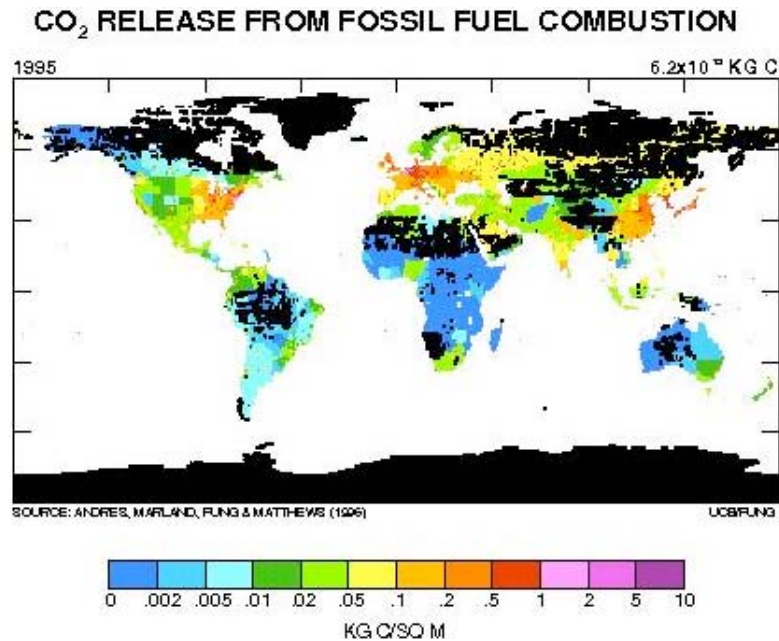 CO₂ RELEASE FROM FOSSIL FUEL COMBUSTION
1995 6.2x10 KG C
SOURCE: ANDRES, MARLAND, FUNG & MATTHEWS (1996) UCB/FUNG
0 .002 .005 .01 .02 .05 .1 .2 .5 1 2 5 10
KG C/SQ M